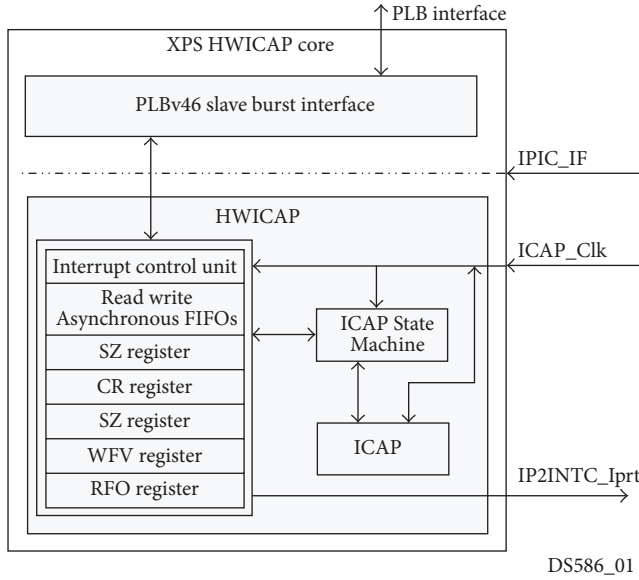 PLB interface
XPS HWICAP core
PLBv46 slave burst interface
IPIC_IF
HWICAP
ICAP_Clk
Interrupt control unit
Read write
Asynchronous FIFOs
ICAP State
Machine
SZ register
CR register
SZ register
ICAP
WFV register
RFO register
IP2INTC_Iprt
DS586_01